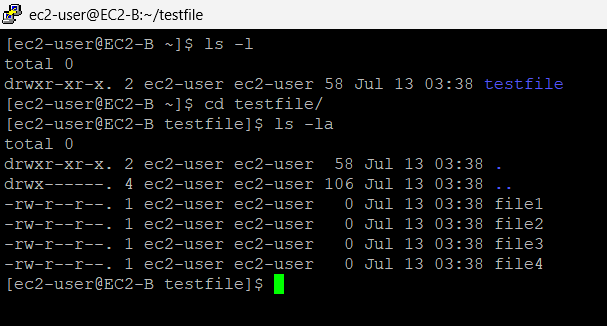 ec2-user@EC2-B:~/testfile
[ec2-user@EC2-B ~]$ ls -l
total 0
drwxr-xr-x. 2 ec2-user ec2-user 58 Jul 13 03:38 testfile
[ec2-user@EC2-B ~]$ cd testfile/
[ec2-user@EC2-B testfile]$ ls -la
total 0
drwxr-xr-x. 2 ec2-user ec2-user  58 Jul 13 03:38 .
drwx------. 4 ec2-user ec2-user 106 Jul 13 03:38 ..
-rw-r--r--. 1 ec2-user ec2-user   0 Jul 13 03:38 file1
-rw-r--r--. 1 ec2-user ec2-user   0 Jul 13 03:38 file2
-rw-r--r--. 1 ec2-user ec2-user   0 Jul 13 03:38 file3
-rw-r--r--. 1 ec2-user ec2-user   0 Jul 13 03:38 file4
[ec2-user@EC2-B testfile]$